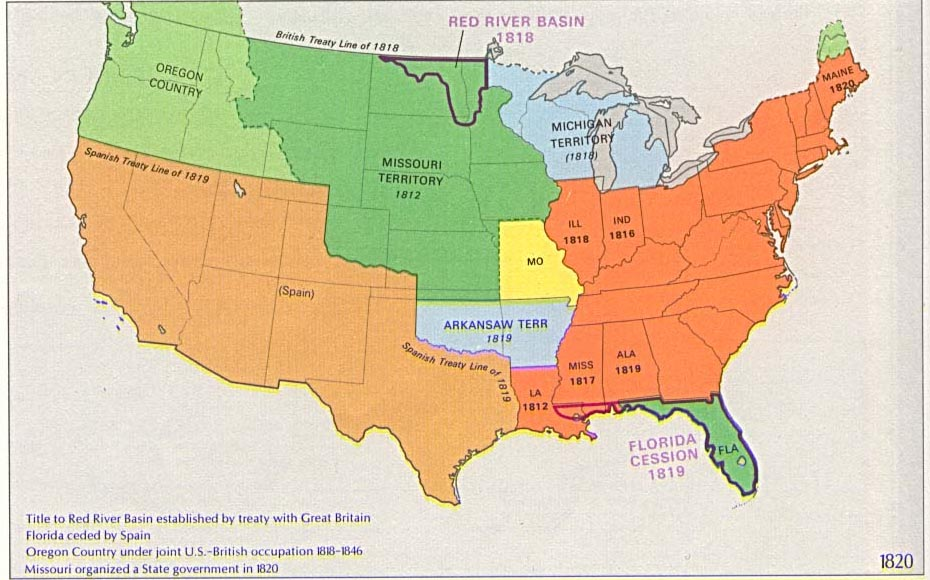 RED RIVER BASIN
1818
British Treaty Line of 1818
OREGON
COUNTRY
MAINE
1820
MICHIGAN
TERRITORY
(1818)
Spanish Treaty Line of 1819
MISSOURI
TERRITORY
1812
ILL
1818
IND
1816
MO
(Spain)
ARKANSAW TERR
1819
Spanish Treaty Line of 1819
MISS
1817
ALA
1819
LA
1812
FLORIDA
CESSION
1819
FLA
Title to Red River Basin established by treaty with Great Britain
Florida ceded by Spain
Oregon Country under joint U.S.-British occupation 1818-1846
Missouri organized a State government in 1820
1820